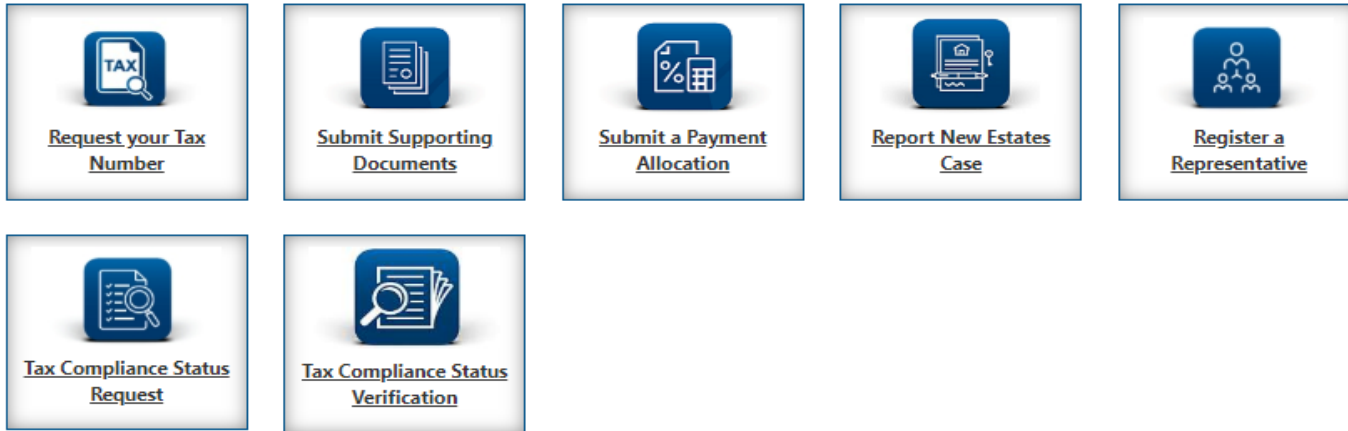 TAX
Request your Tax
Number
Submit Supporting
Documents
%
Submit a Payment
Allocation
Report New Estates
Case
Register a
Representative
Tax Compliance Status
Request
Tax Compliance Status
Verification